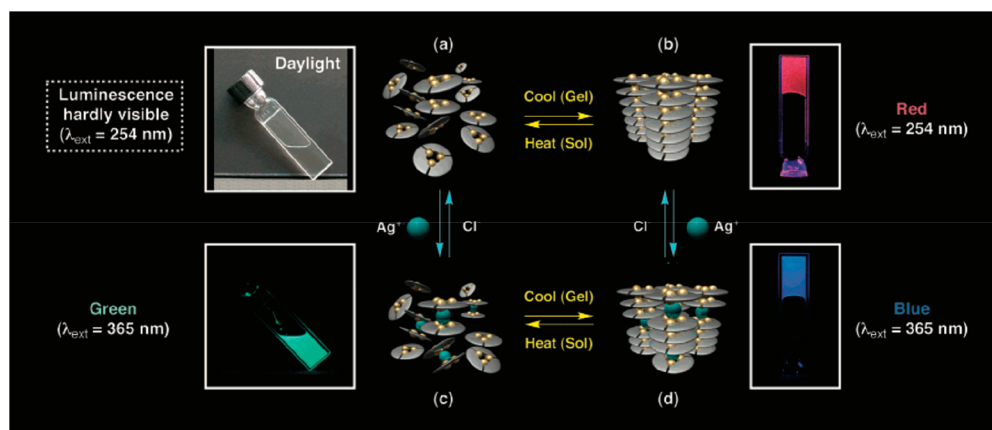 Luminescence
hardly visible
(λext = 254 nm)
Daylight
(a)
Cool (Gel)
Heat (Sol)
(b)
Red
(λext = 254 nm)
Ag+
Cl-
Cl-
Ag+
Green
(λext = 365 nm)
(c)
Cool (Gel)
Heat (Sol)
(d)
Blue
(λext = 365 nm)